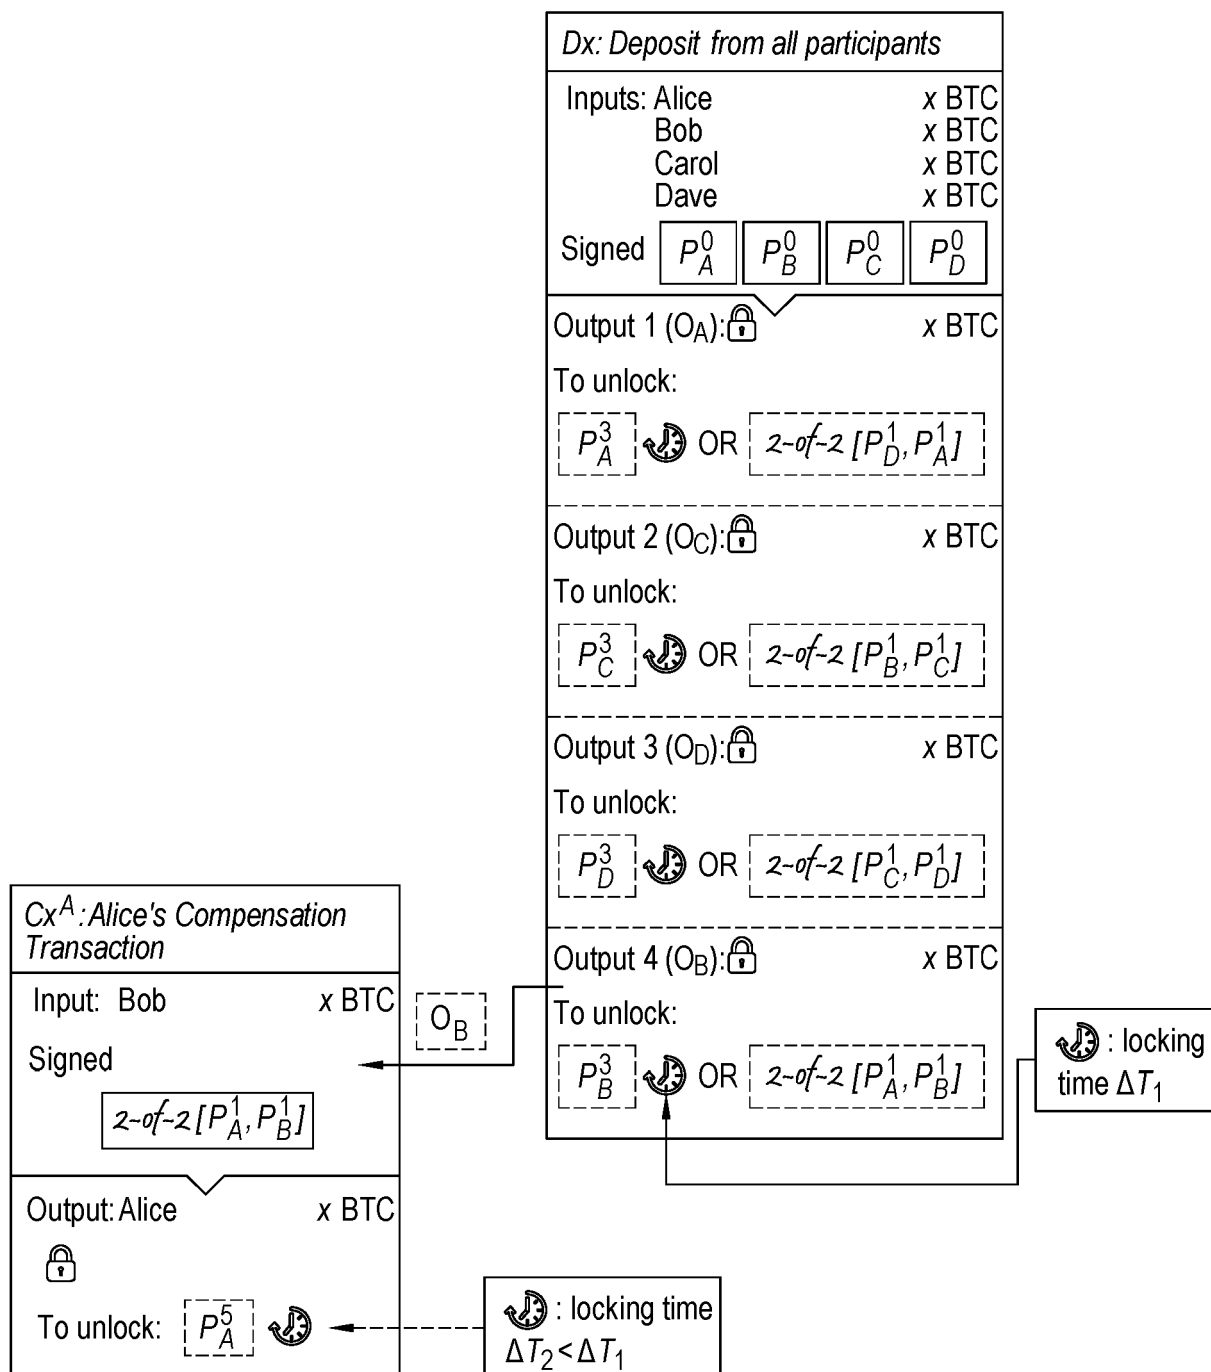 Dx: Deposit from all participants
Inputs: Alice x BTC
Bob x BTC
Carol x BTC
Dave x BTC
Signed P_A^0 P_B^0 P_C^0 P_D^0
Output 1 (O_A): x BTC
To unlock:
P_A^3 OR 2-of-2 [P_D^1, P_A^1]
Output 2 (O_C): x BTC
To unlock:
P_C^3 OR 2-of-2 [P_B^1, P_C^1]
Output 3 (O_D): x BTC
To unlock:
P_D^3 OR 2-of-2 [P_C^1, P_D^1]
Output 4 (O_B): x BTC
To unlock:
P_B^3 OR 2-of-2 [P_A^1, P_B^1]
: locking
time ΔT_1
O_B
Cx^A: Alice's Compensation
Transaction
Input: Bob x BTC
Signed
2-of-2 [P_A^1, P_B^1]
Output: Alice x BTC
To unlock: P_A^5
: locking time
ΔT_2 < ΔT_1